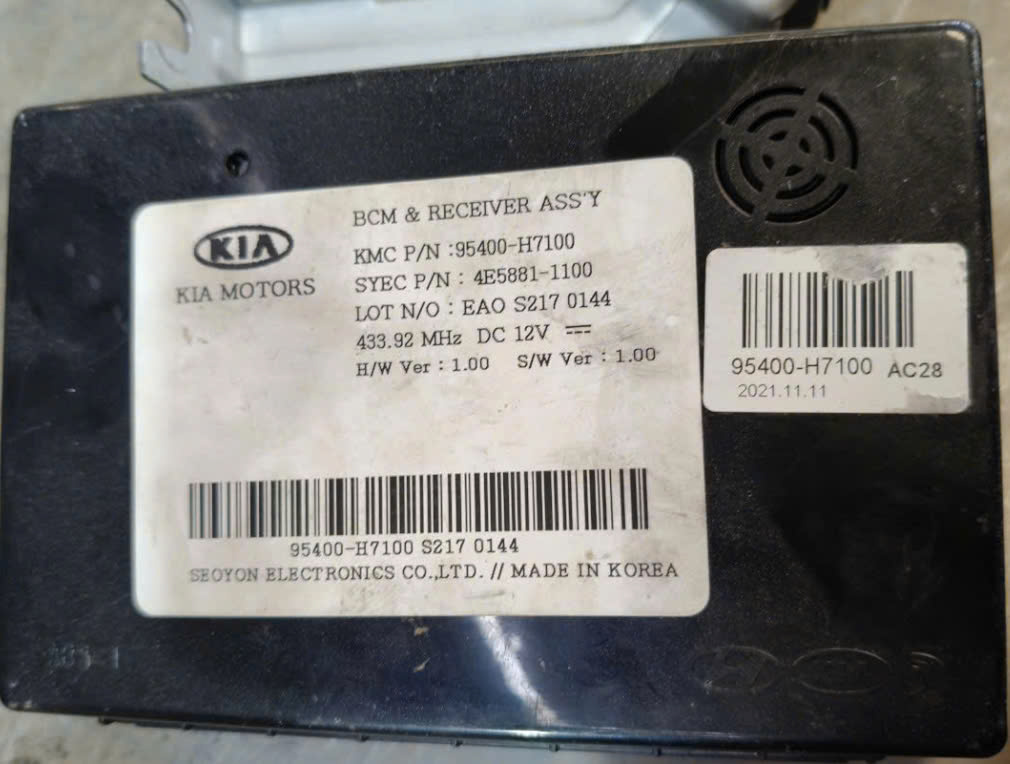 KIA
KIA MOTORS
BCM & RECEIVER ASS'Y
KMC P/N :95400-H7100
SYEC P/N : 4E5881-1100
LOT N/O : EAO S217 0144
433.92 MHz DC 12V
H/W Ver : 1.00 S/W Ver : 1.00
95400-H7100 S217 0144
SEOYON ELECTRONICS CO.,LTD. // MADE IN KOREA
95400-H7100 AC28
2021.11.11